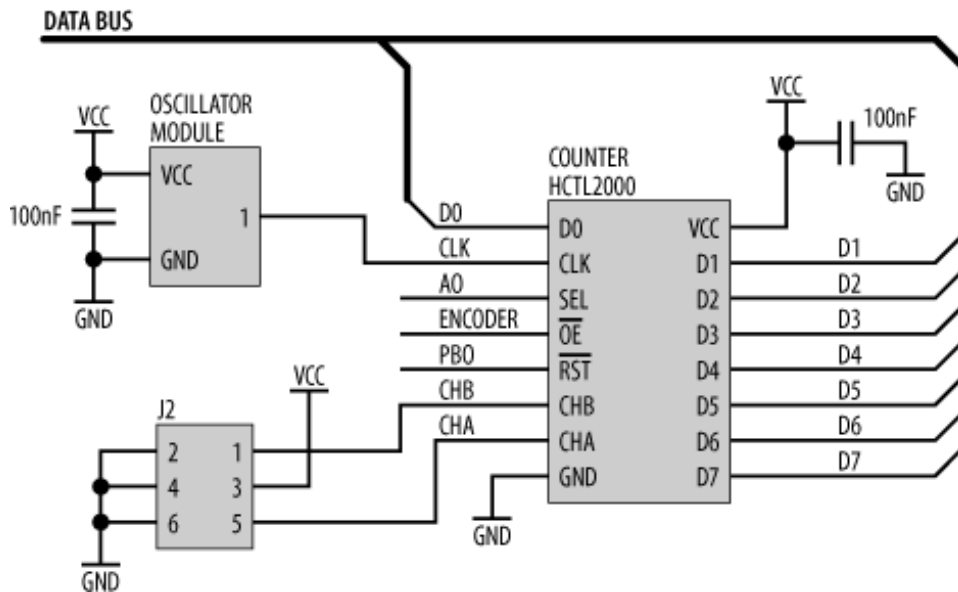 DATA BUS
OSCILLATOR
MODULE
VCC
VCC
1
GND
100nF
GND
VCC
100nF
GND
COUNTER
HCTL2000
D0
CLK
A0
ENCODER
PB0
CHB
CHA
D0
CLK
SEL
OE
RST
CHB
CHA
GND
VCC
D1
D2
D3
D4
D5
D6
D7
D1
D2
D3
D4
D5
D6
D7
GND
VCC
J2
2 1
4 3
6 5
GND